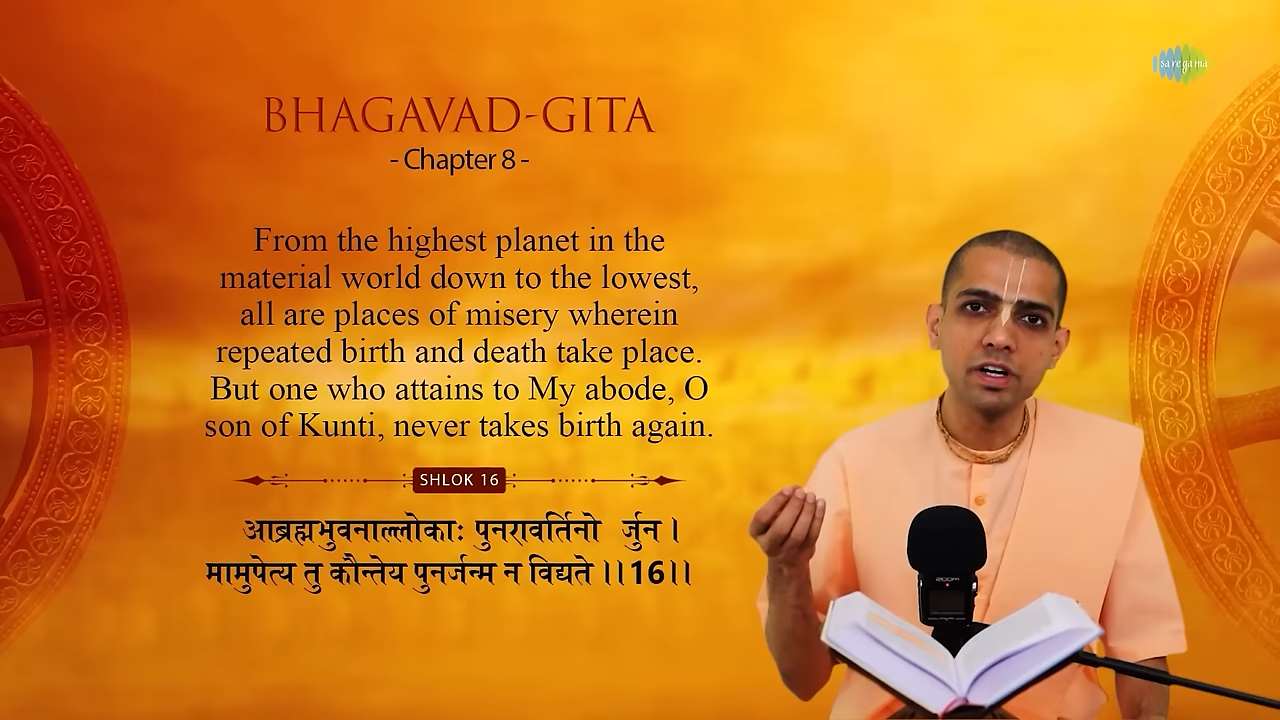 saregama
BHAGAVAD-GITA
- Chapter 8 -
From the highest planet in the
material world down to the lowest,
all are places of misery wherein
repeated birth and death take place.
But one who attains to My abode, O
son of Kunti, never takes birth again.
SHLOK 16
आब्रह्मभुवनाल्लोकाः पुनरावर्तिनो र्जुन ।
मामुपेत्य तु कौन्तेय पुनर्जन्म न विद्यते ।।16।।
zoom